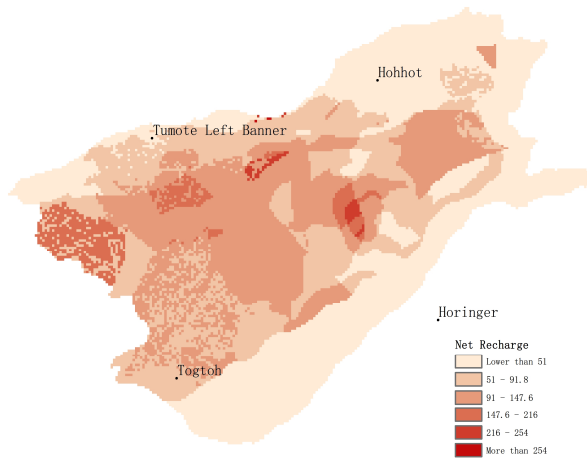 Hohhot
Tumote Left Banner
Horinger
Togtoh
Net Recharge
Lower than 51
51 - 91.8
91 - 147.6
147.6 - 216
216 - 254
More than 254